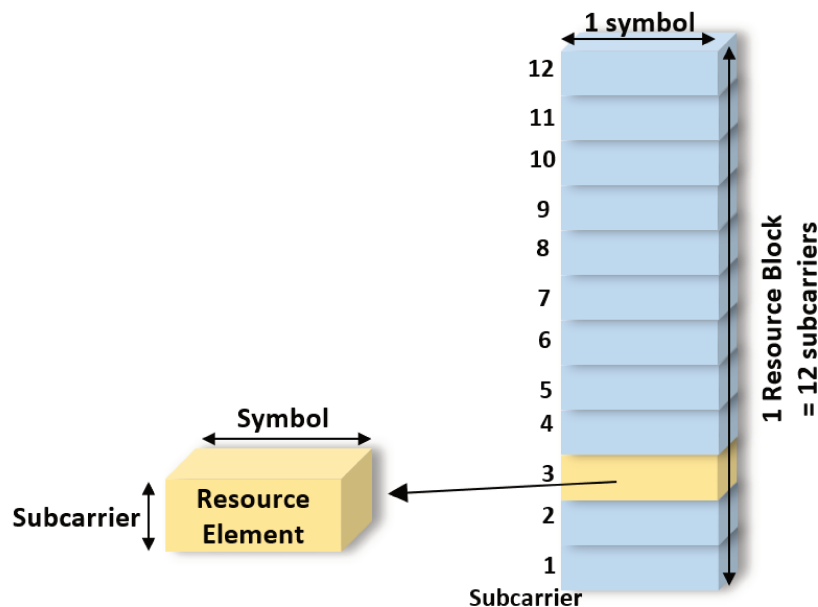 1 symbol
12
11
10
9
8
7
6
5
4
3
2
1
Subcarrier
1 Resource Block
= 12 subcarriers
Symbol
Subcarrier
Resource
Element